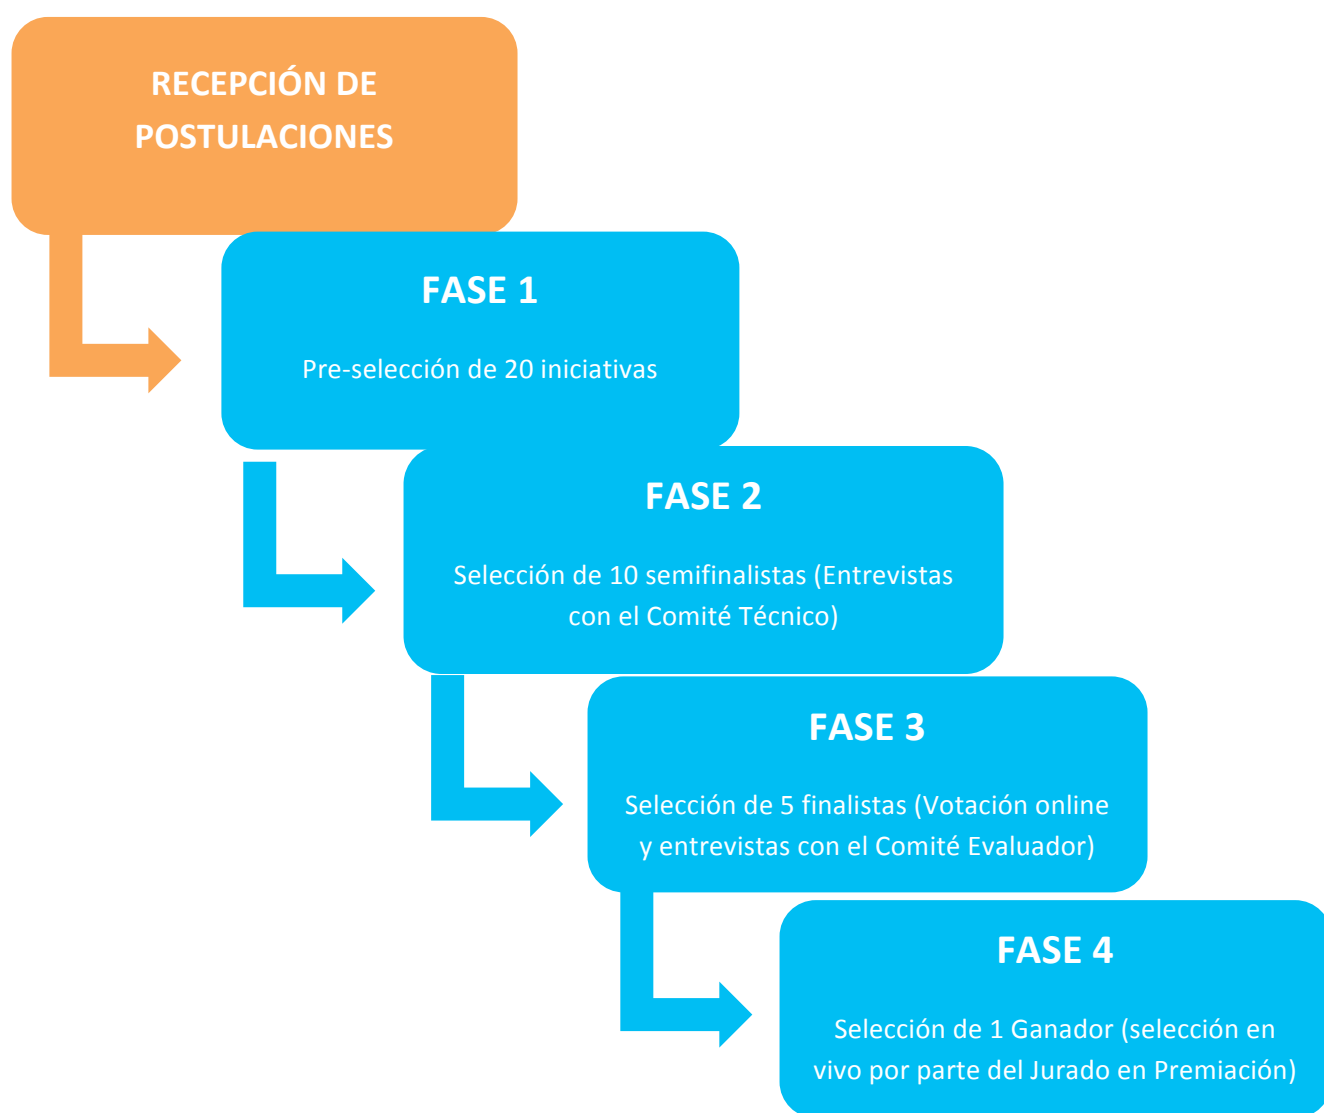 RECEPCIÓN DE
POSTULACIONES
FASE 1
Pre-selección de 20 iniciativas
FASE 2
Selección de 10 semifinalistas (Entrevistas
con el Comité Técnico)
FASE 3
Selección de 5 finalistas (Votación online
y entrevistas con el Comité Evaluador)
FASE 4
Selección de 1 Ganador (selección en
vivo por parte del Jurado en Premiación)